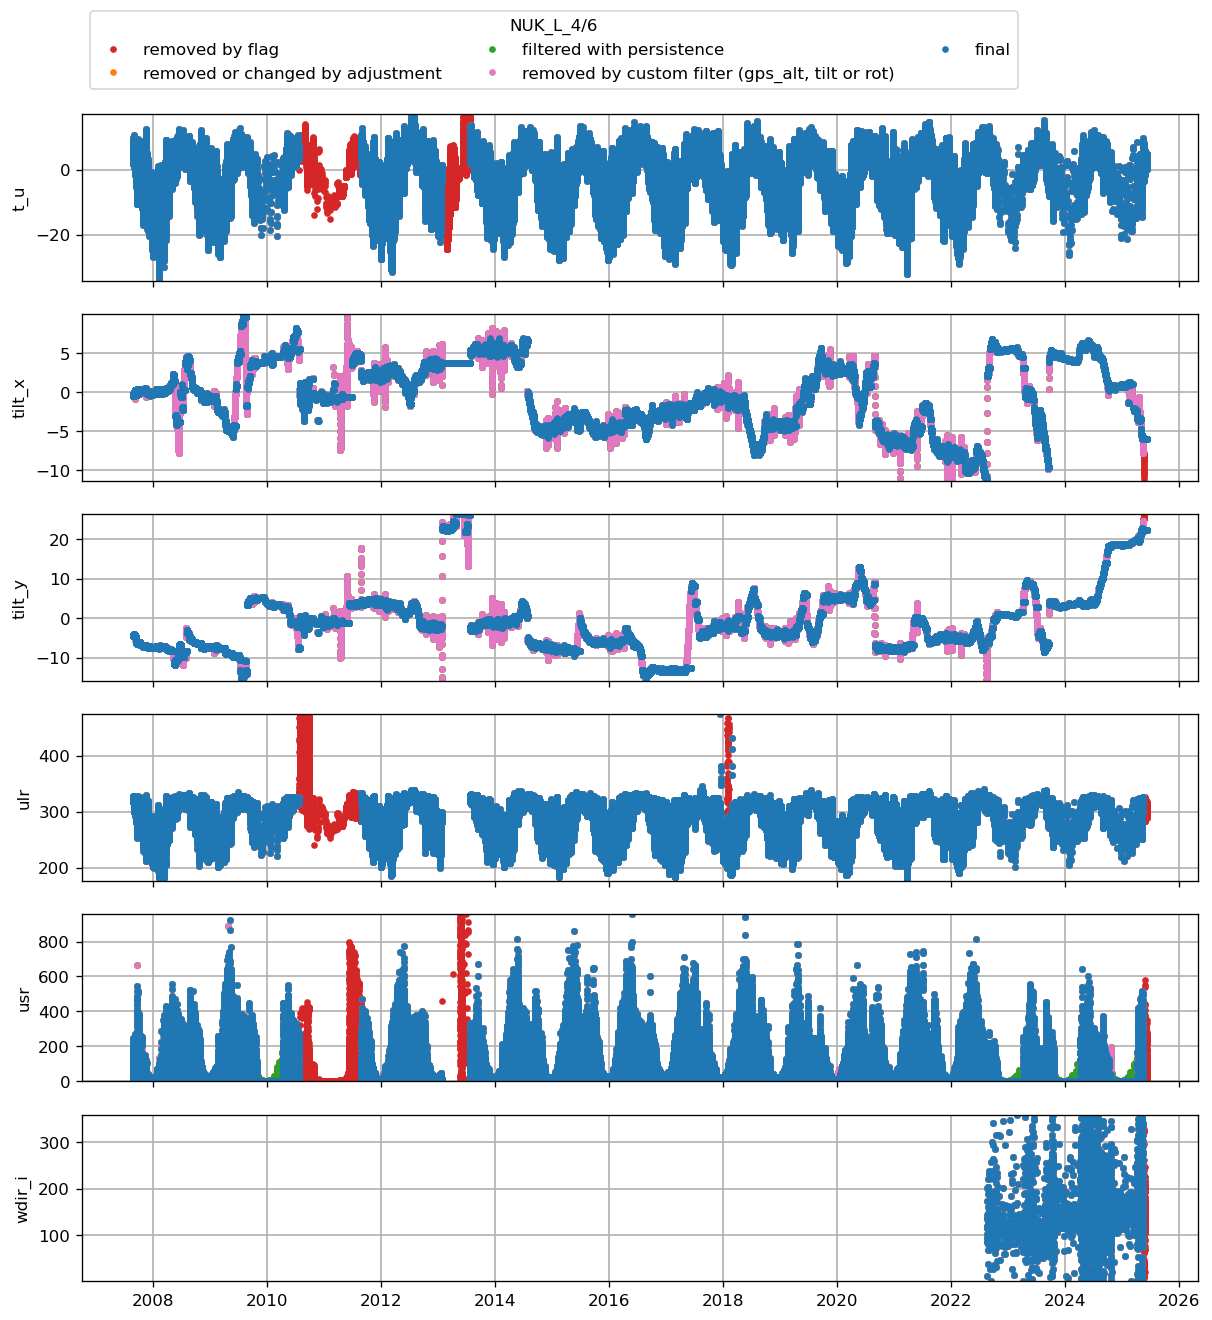 NUK_L_4/6
removed by flag
filtered with persistence
final
removed or changed by adjustment
removed by custom filter (gps_alt, tilt or rot)
t_u
0
−20
tilt_x
5
0
−5
−10
tilt_y
20
10
0
−10
ulr
400
300
200
usr
800
600
400
200
0
wdir_i
300
200
100
2008 2010 2012 2014 2016 2018 2020 2022 2024 2026